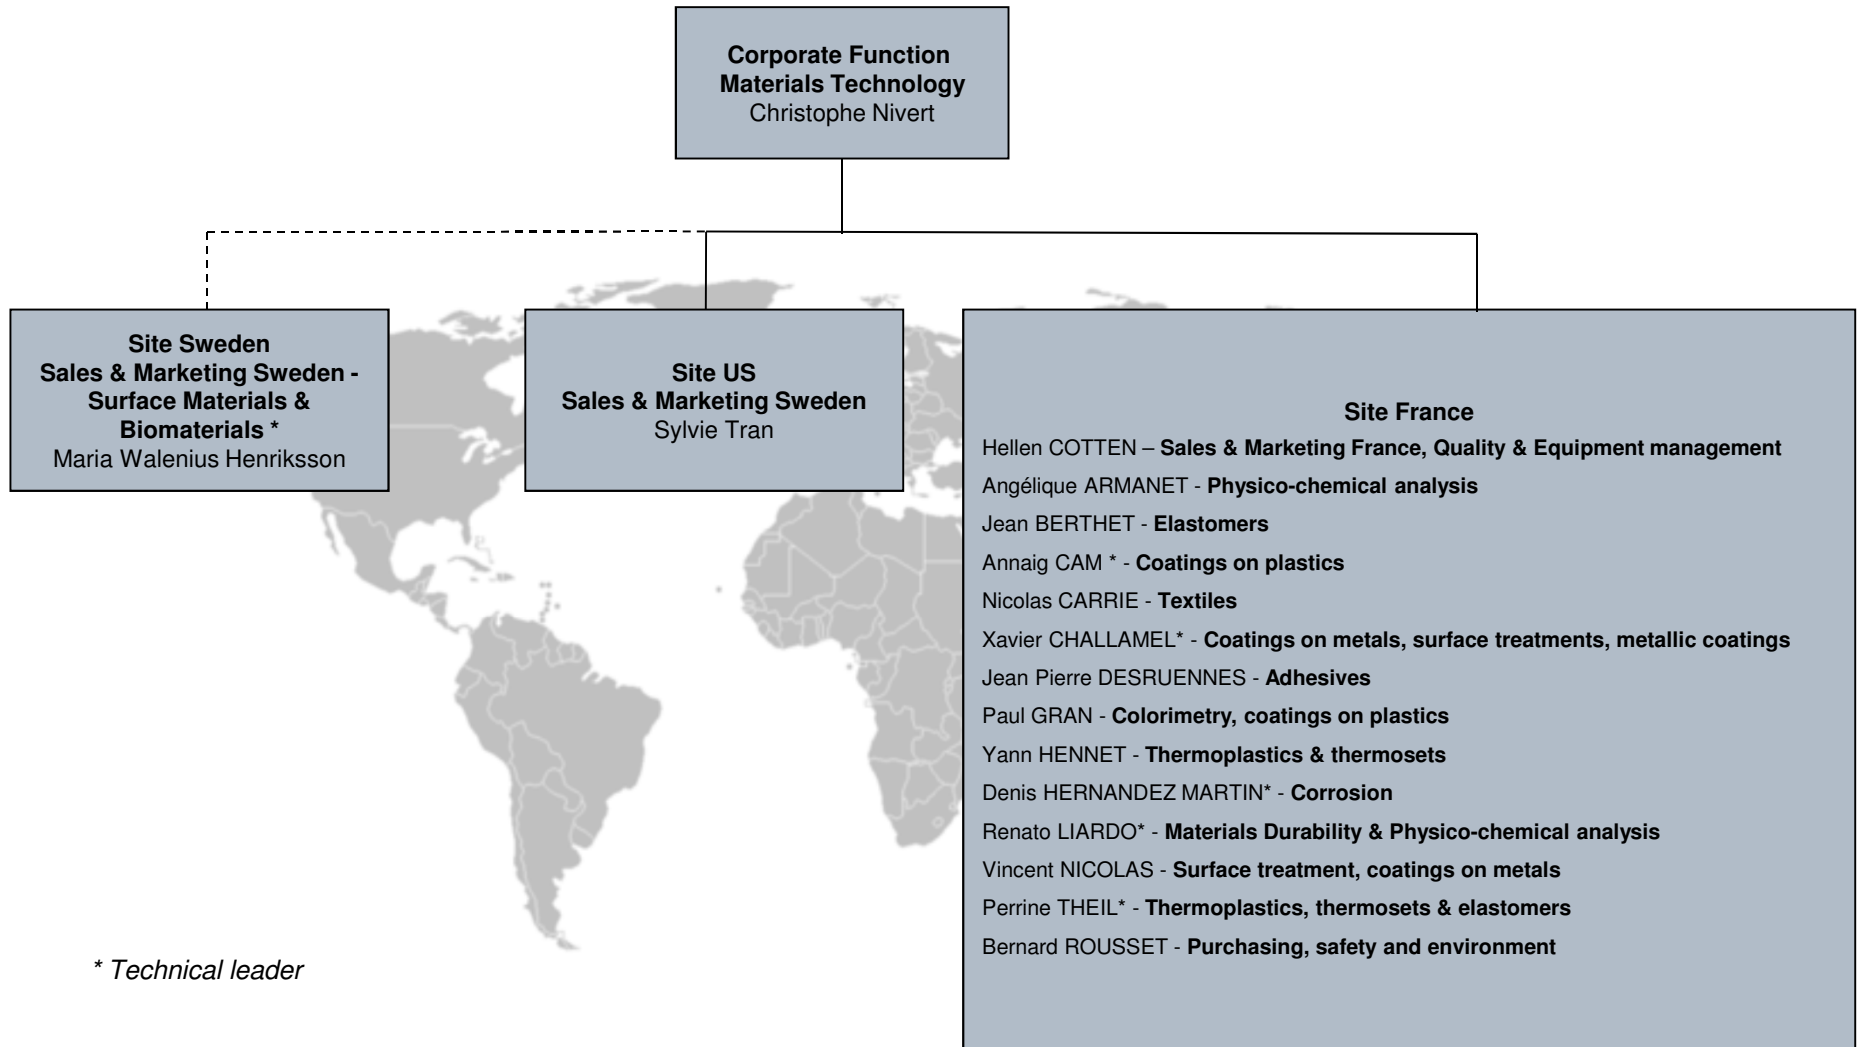 Corporate Function
Materials Technology
Christophe Nivert
Site Sweden
Sales & Marketing Sweden -
Surface Materials &
Biomaterials *
Maria Walenius Henriksson
Site US
Sales & Marketing Sweden
Sylvie Tran
Site France
Hellen COTTEN – Sales & Marketing France, Quality & Equipment management
Angélique ARMANET - Physico-chemical analysis
Jean BERTHET - Elastomers
Annaig CAM * - Coatings on plastics
Nicolas CARRIE - Textiles
Xavier CHALLAMEL* - Coatings on metals, surface treatments, metallic coatings
Jean Pierre DESRUENNES - Adhesives
Paul GRAN - Colorimetry, coatings on plastics
Yann HENNET - Thermoplastics & thermosets
Denis HERNANDEZ MARTIN* - Corrosion
Renato LIARDO* - Materials Durability & Physico-chemical analysis
Vincent NICOLAS - Surface treatment, coatings on metals
Perrine THEIL* - Thermoplastics, thermosets & elastomers
Bernard ROUSSET - Purchasing, safety and environment
* Technical leader